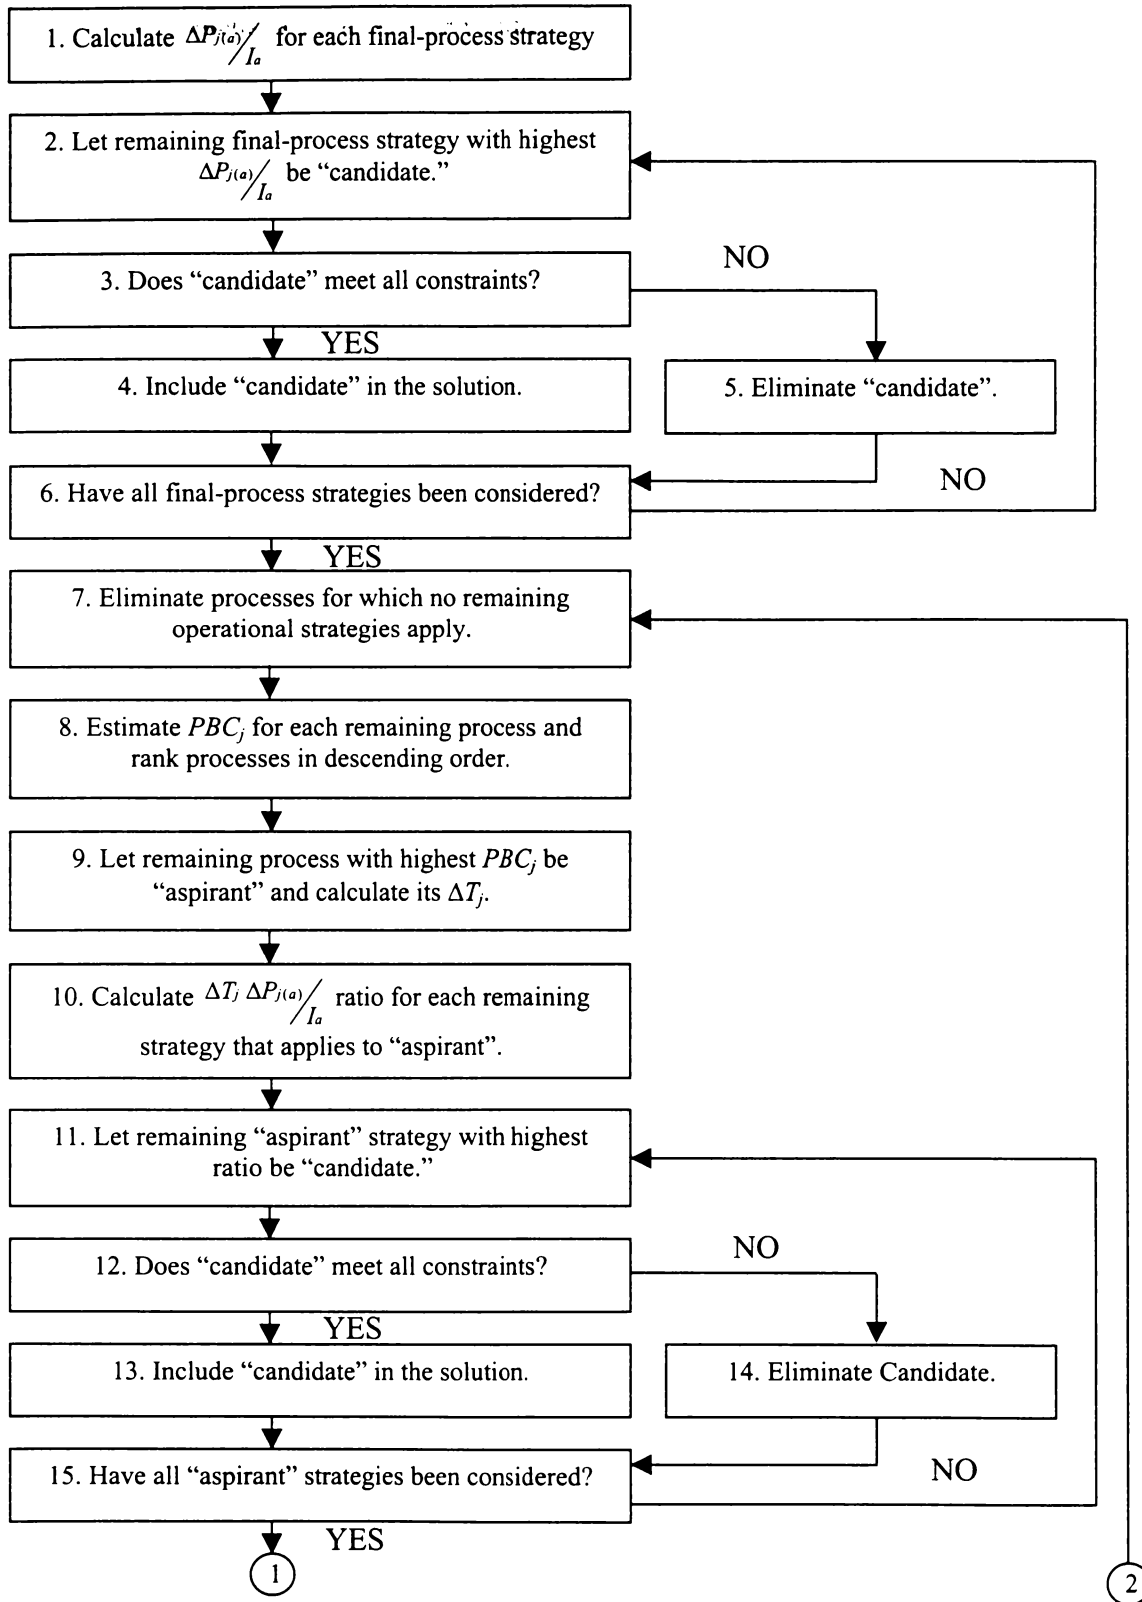 1. Calculate ΔPj(a)/Ia for each final-process strategy
2. Let remaining final-process strategy with highest
ΔPj(a)/Ia be “candidate.”
3. Does “candidate” meet all constraints?
NO
YES
4. Include “candidate” in the solution.
5. Eliminate “candidate”.
6. Have all final-process strategies been considered?
NO
YES
7. Eliminate processes for which no remaining
operational strategies apply.
8. Estimate PBCj for each remaining process and
rank processes in descending order.
9. Let remaining process with highest PBCj be
“aspirant” and calculate its ΔTj.
10. Calculate ΔTj ΔPj(a)/Ia ratio for each remaining
strategy that applies to “aspirant”.
11. Let remaining “aspirant” strategy with highest
ratio be “candidate.”
12. Does “candidate” meet all constraints?
NO
YES
13. Include “candidate” in the solution.
14. Eliminate Candidate.
15. Have all “aspirant” strategies been considered?
NO
YES
1
2